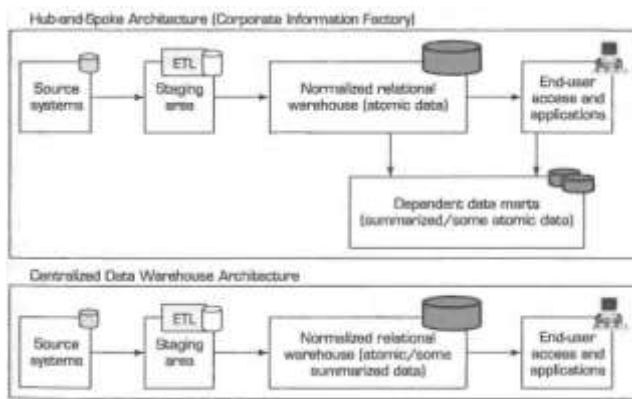 Hub-and-Spoke Architecture (Corporate Information Factory)
ETL
Source
systems
Staging
area
Normalized relational
warehouse (atomic data)
End-user
access and
applications
Dependent data marts
(summarized/some atomic data)
Centralized Data Warehouse Architecture
ETL
Source
systems
Staging
area
Normalized relational
warehouse (atomic/some
summarized data)
End-user
access and
applications